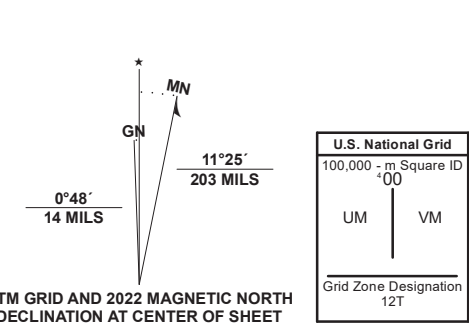 ★
MN
GN
11°25´
203 MILS
0°48´
14 MILS
TM GRID AND 2022 MAGNETIC NORTH
DECLINATION AT CENTER OF SHEET
U.S. National Grid
100,000 - m Square ID
⁴00
UM VM
Grid Zone Designation
12T